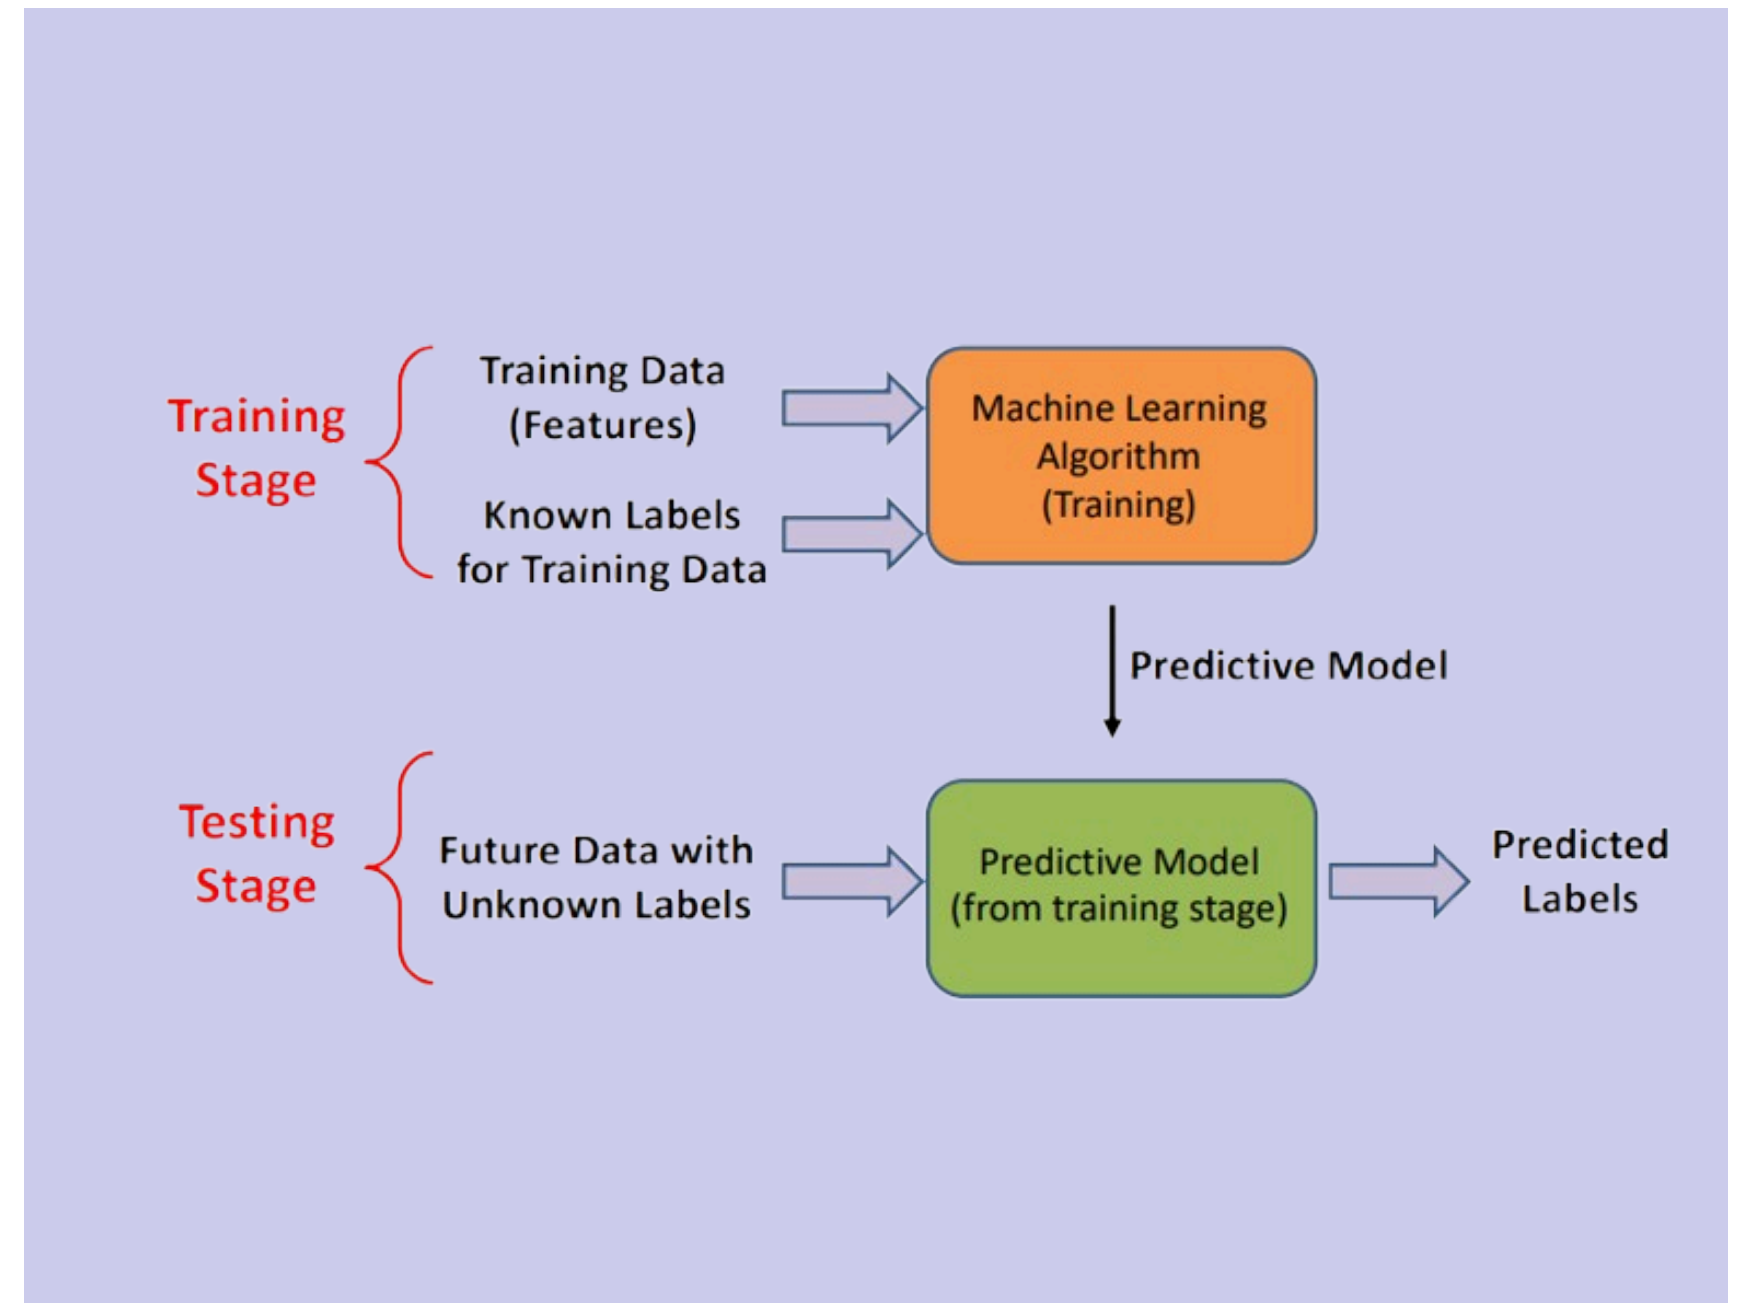 Training
Stage
Training Data
(Features)
Known Labels
for Training Data
Machine Learning
Algorithm
(Training)
Predictive Model
Testing
Stage
Future Data with
Unknown Labels
Predictive Model
(from training stage)
Predicted
Labels